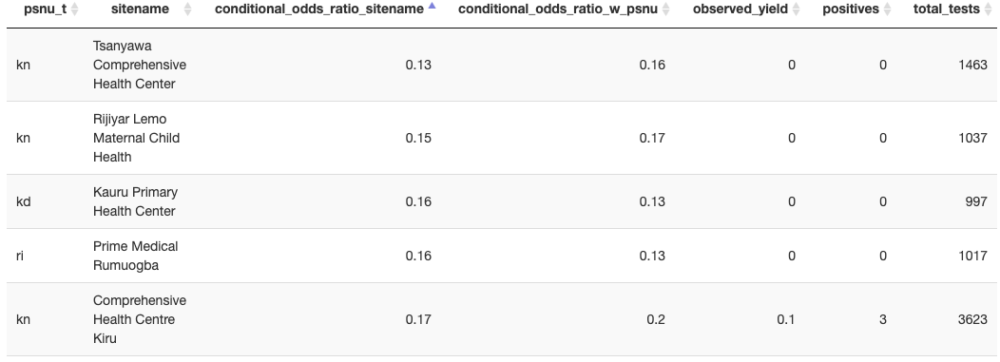 psnu_t sitename conditional_odds_ratio_sitename conditional_odds_ratio_w_psnu observed_yield positives total_tests
kn Tsanyawa Comprehensive Health Center 0.13 0.16 0 0 1463
kn Rijiyar Lemo Maternal Child Health 0.15 0.17 0 0 1037
kd Kauru Primary Health Center 0.16 0.13 0 0 997
ri Prime Medical Rumuogba 0.16 0.13 0 0 1017
kn Comprehensive Health Centre Kiru 0.17 0.2 0.1 3 3623